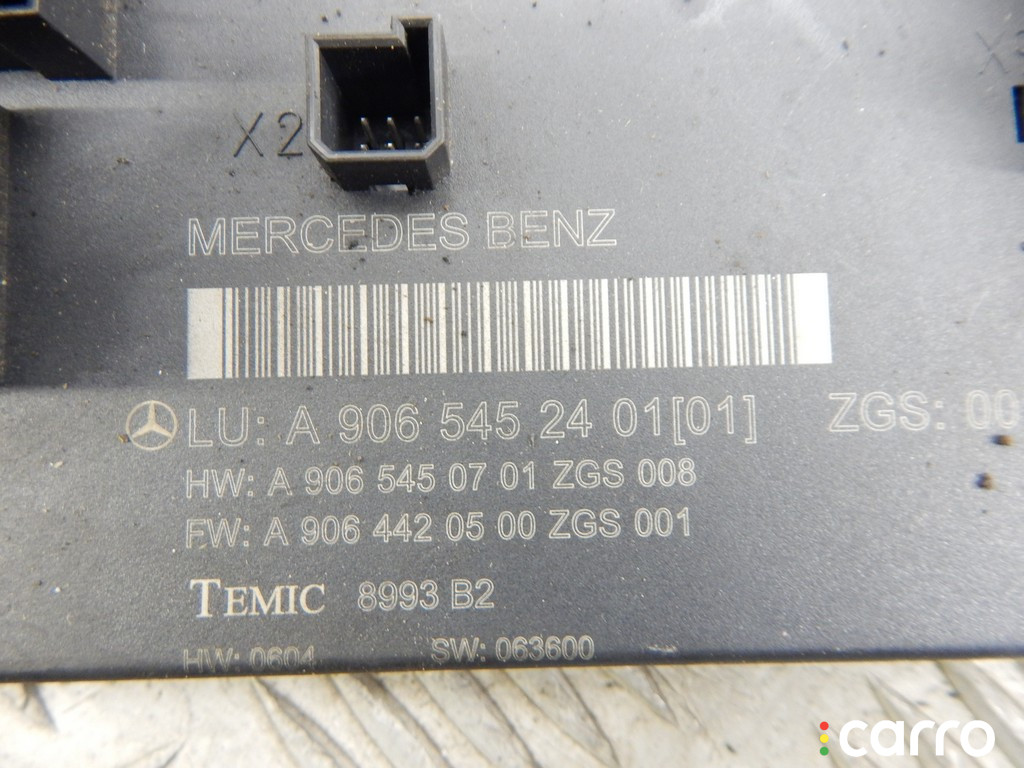 X2
MERCEDES BENZ
LU: A 906 545 24 01[01] ZGS: 00
HW: A 906 545 07 01 ZGS 008
FW: A 906 442 05 00 ZGS 001
TEMIC 8993 B2
HW: 0604 SW: 063600
carro